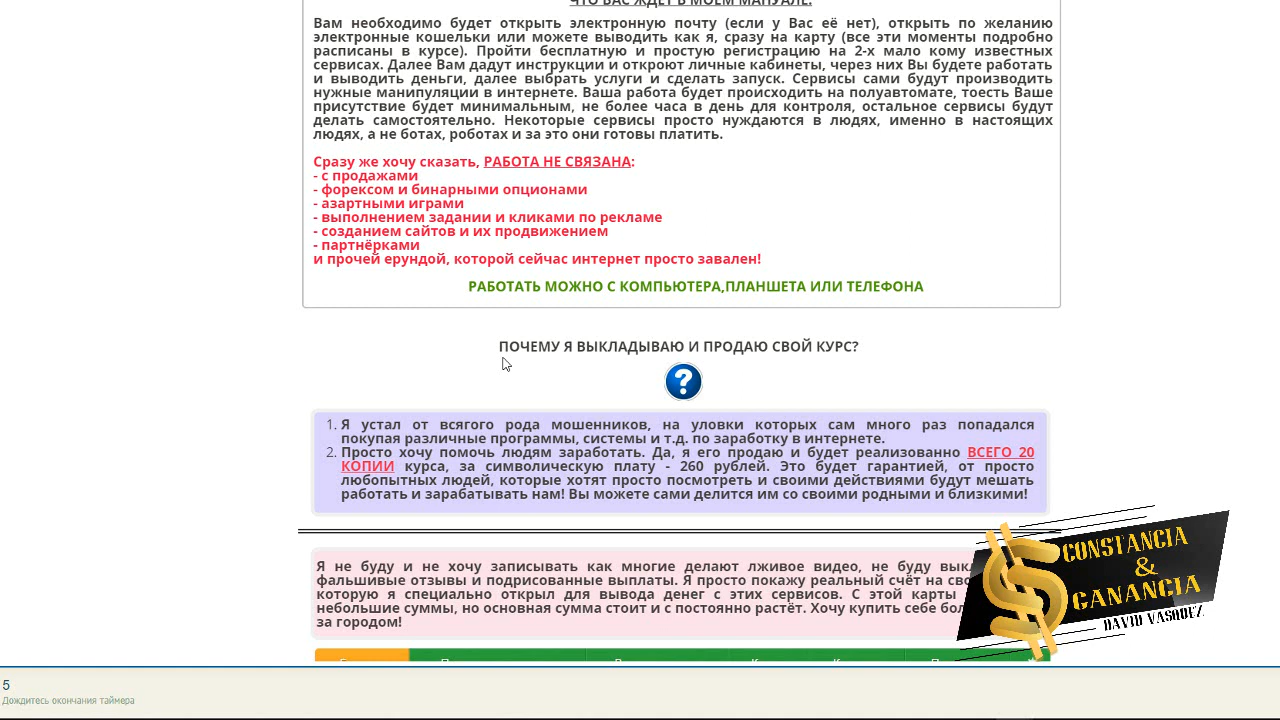 ЧТО ВАС ЖДЁТ В МОЁМ МАНУАЛЕ:
Вам необходимо будет открыть электронную почту (если у Вас её нет), открыть по желанию
электронные кошельки или можете выводить как я, сразу на карту (все эти моменты подробно
расписаны в курсе). Пройти бесплатную и простую регистрацию на 2-х мало кому известных
сервисах. Далее Вам дадут инструкции и откроют личные кабинеты, через них Вы будете работать
и выводить деньги, далее выбрать услуги и сделать запуск. Сервисы сами будут производить
нужные манипуляции в интернете. Ваша работа будет происходить на полуавтомате, тоесть Ваше
присутствие будет минимальным, не более часа в день для контроля, остальное сервисы будут
делать самостоятельно. Некоторые сервисы просто нуждаются в людях, именно в настоящих
людях, а не ботах, роботах и за это они готовы платить.
Сразу же хочу сказать, РАБОТА НЕ СВЯЗАНА:
- с продажами
- форексом и бинарными опционами
- азартными играми
- выполнением задании и кликами по рекламе
- созданием сайтов и их продвижением
- партнёрками
и прочей ерундой, которой сейчас интернет просто завален!
РАБОТАТЬ МОЖНО С КОМПЬЮТЕРА,ПЛАНШЕТА ИЛИ ТЕЛЕФОНА
ПОЧЕМУ Я ВЫКЛАДЫВАЮ И ПРОДАЮ СВОЙ КУРС?
?
1. Я устал от всягого рода мошенников, на уловки которых сам много раз попадался
покупая различные программы, системы и т.д. по заработку в интернете.
2. Просто хочу помочь людям заработать. Да, я его продаю и будет реализованно ВСЕГО 20
КОПИИ курса, за символическую плату - 260 рублей. Это будет гарантией, от просто
любопытных людей, которые хотят просто посмотреть и своими действиями будут мешать
работать и зарабатывать нам! Вы можете сами делится им со своими родными и близкими!
Я не буду и не хочу записывать как многие делают лживое видео, не буду
фальшивые отзывы и подрисованные выплаты. Я просто покажу реальный счёт на
которую я специально открыл для вывода денег с этих сервисов. С этой карты
небольшие суммы, но основная сумма стоит и с постоянно растёт. Хочу купить себе
за городом!
CONSTANCIA
&
GANANCIA
DAVID VASQUEZ
5
Дождитесь окончания таймера